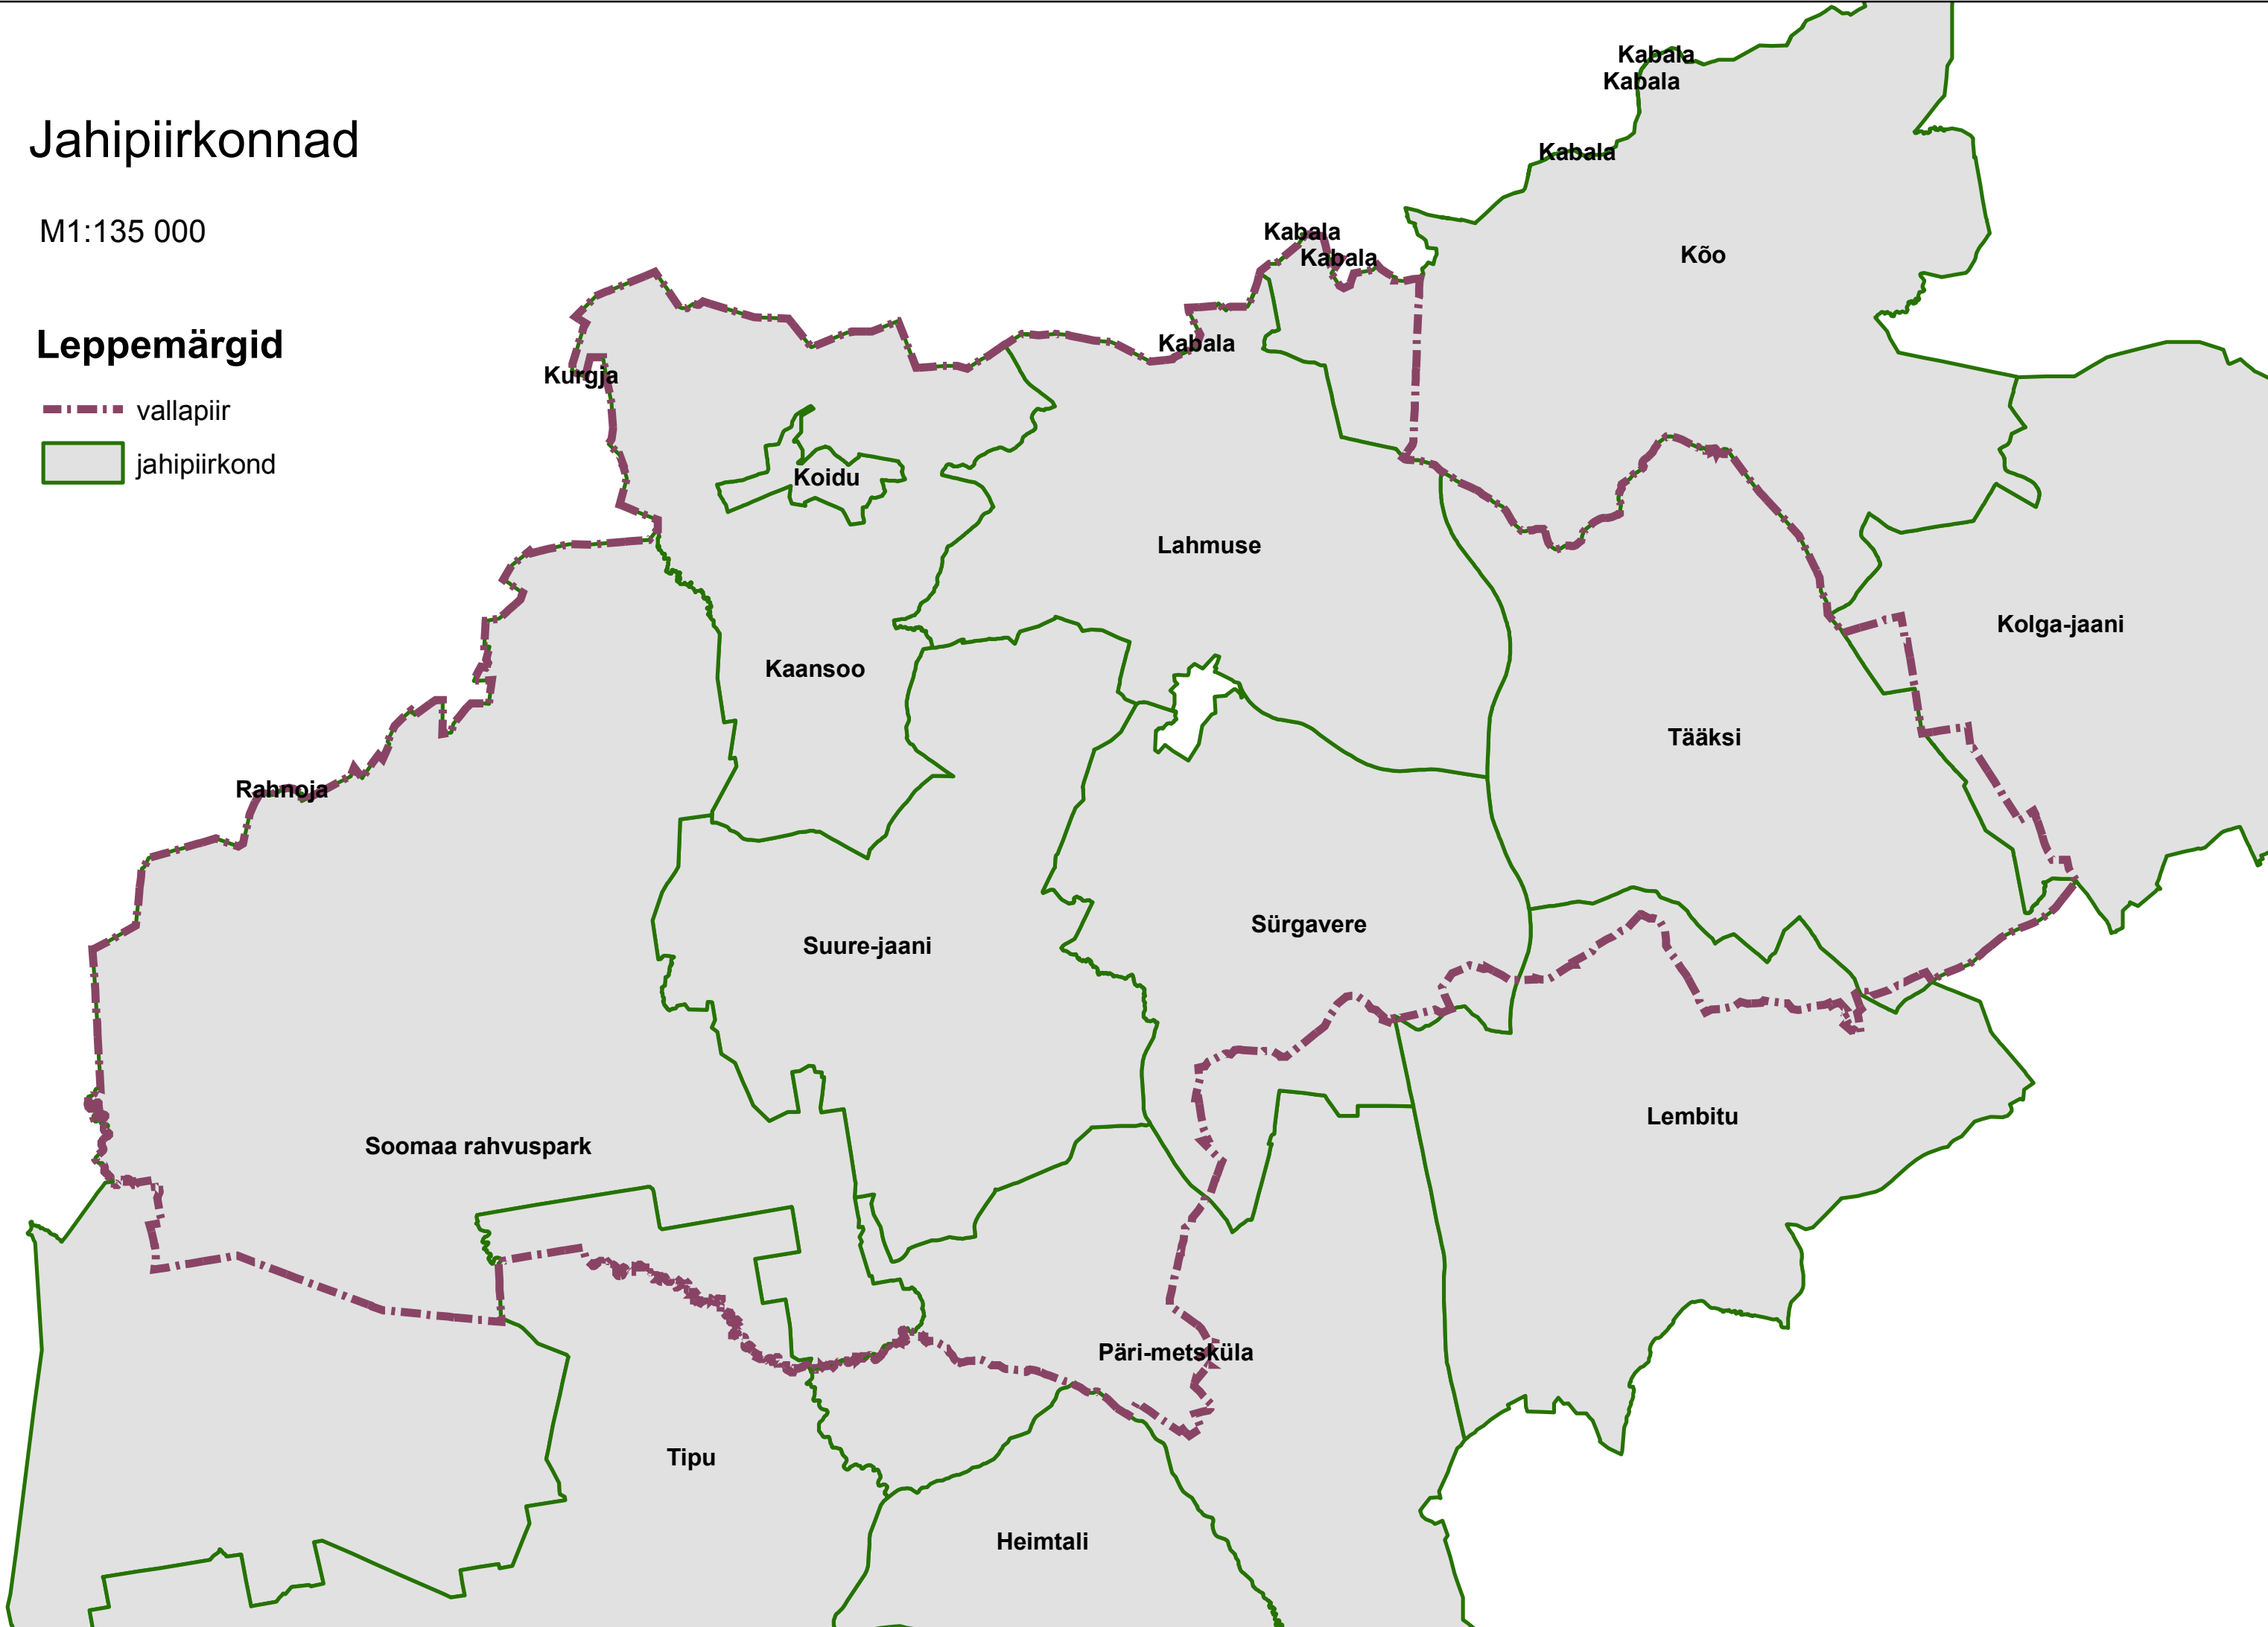 Jahipiirkonnad
M1:135 000
Leppemärgid
vallapiir
jahipiirkond
Kabala
Kabala
Kabala
Kabala
Kabala
Kõo
Kabala
Kurgja
Koidu
Lahmuse
Kolga-jaani
Kaansoo
Tääksi
Rahnoja
Sürgavere
Suure-jaani
Lembitu
Soomaa rahvuspark
Päri-metsküla
Tipu
Heimtali